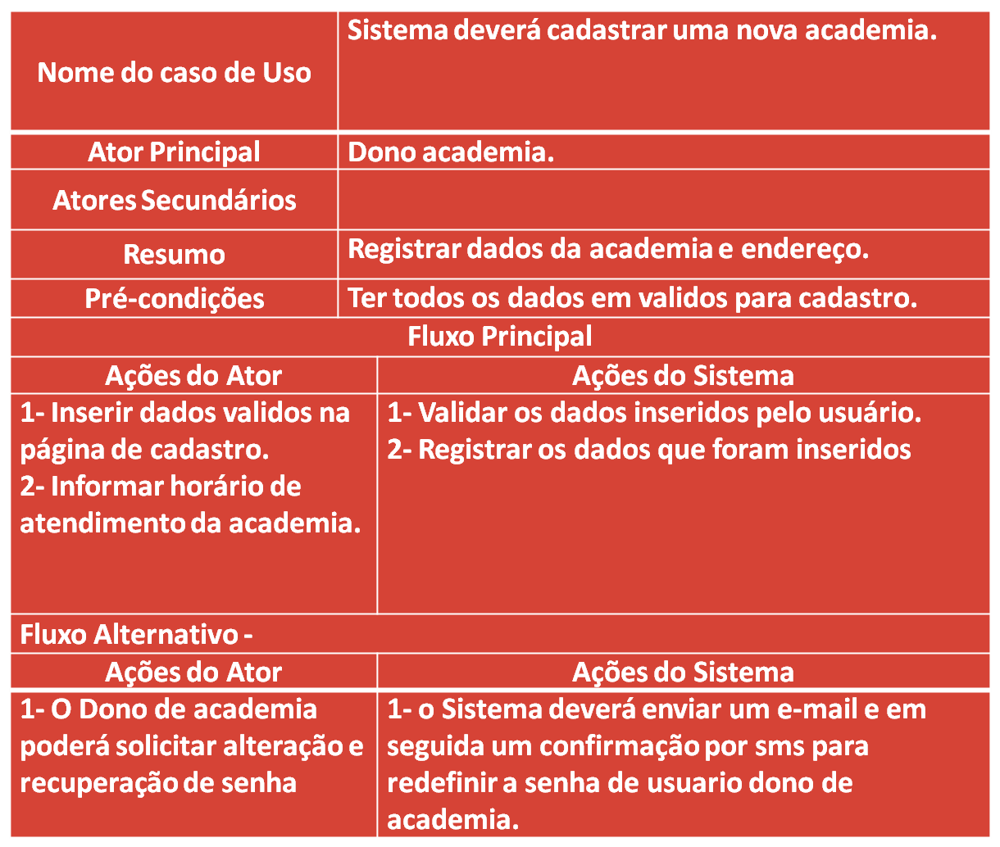 Nome do caso de Uso
Sistema deverá cadastrar uma nova academia.
Ator Principal
Dono academia.
Atores Secundários
Resumo
Registrar dados da academia e endereço.
Pré-condições
Ter todos os dados em validos para cadastro.
Fluxo Principal
Ações do Ator
Ações do Sistema
1- Inserir dados validos na
página de cadastro.
2- Informar horário de
atendimento da academia.
1- Validar os dados inseridos pelo usuário.
2- Registrar os dados que foram inseridos
Fluxo Alternativo -
Ações do Ator
Ações do Sistema
1- O Dono de academia
poderá solicitar alteração e
recuperação de senha
1- o Sistema deverá enviar um e-mail e em
seguida um confirmação por sms para
redefinir a senha de usuario dono de
academia.